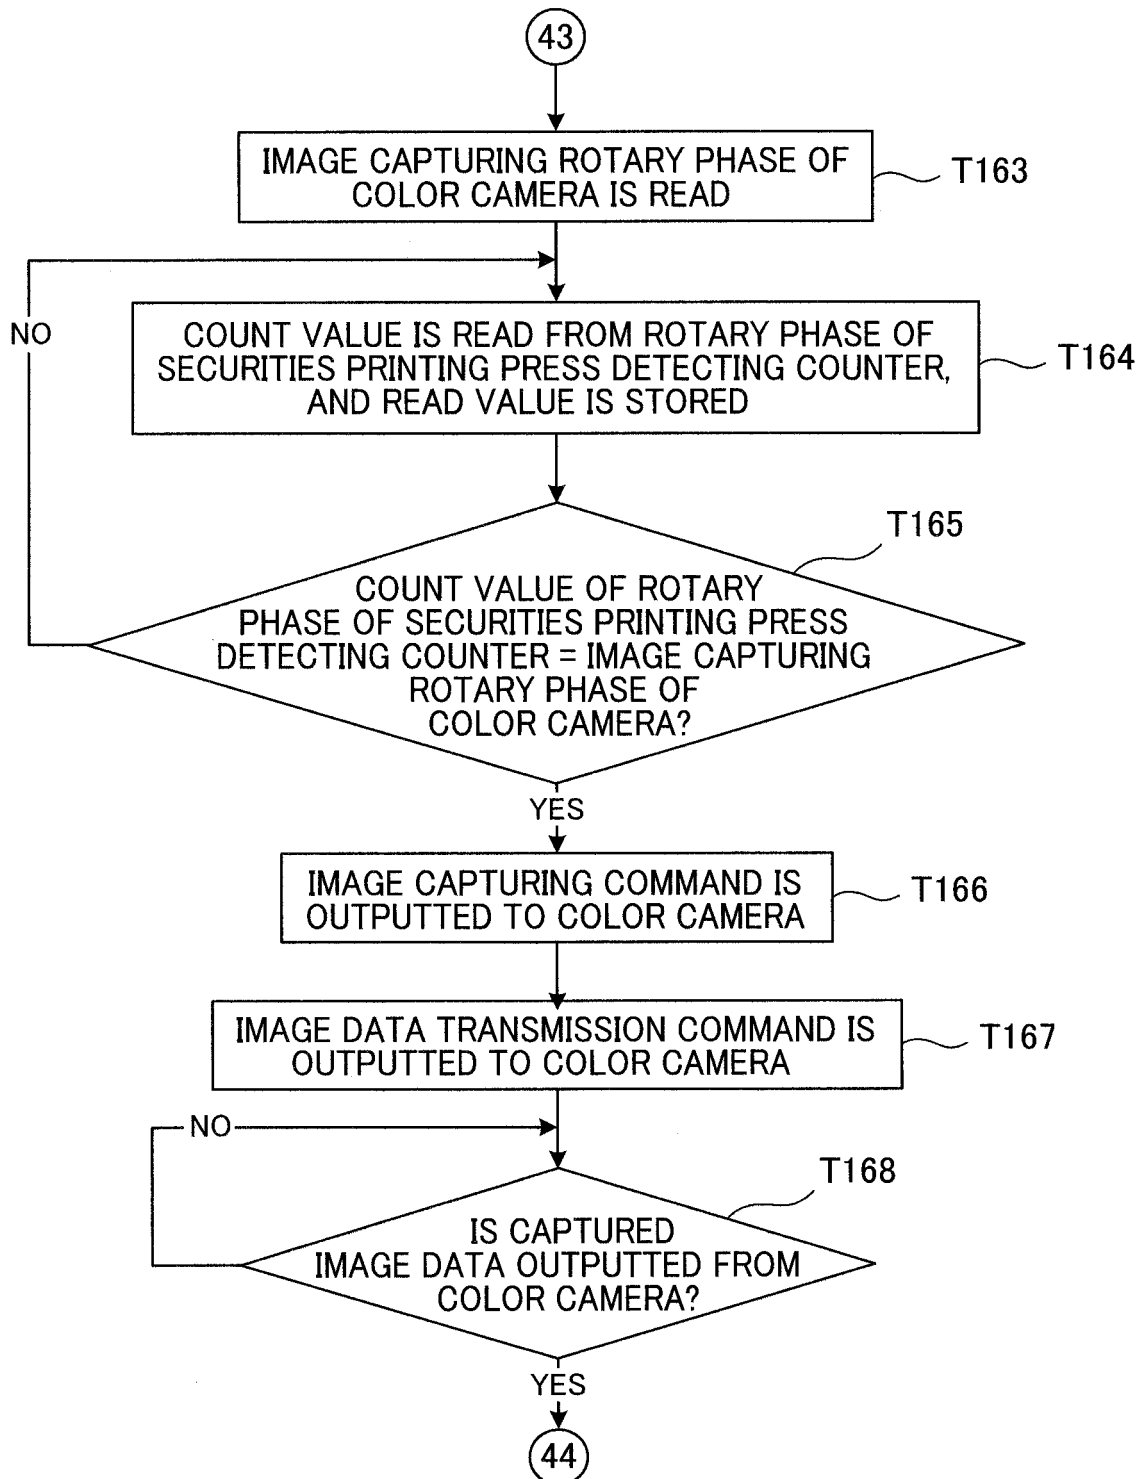 43
IMAGE CAPTURING ROTARY PHASE OF
COLOR CAMERA IS READ
T163
NO
COUNT VALUE IS READ FROM ROTARY PHASE OF
SECURITIES PRINTING PRESS DETECTING COUNTER,
AND READ VALUE IS STORED
T164
T165
COUNT VALUE OF ROTARY
PHASE OF SECURITIES PRINTING PRESS
DETECTING COUNTER = IMAGE CAPTURING
ROTARY PHASE OF
COLOR CAMERA?
YES
IMAGE CAPTURING COMMAND IS
OUTPUTTED TO COLOR CAMERA
T166
IMAGE DATA TRANSMISSION COMMAND IS
OUTPUTTED TO COLOR CAMERA
T167
NO
T168
IS CAPTURED
IMAGE DATA OUTPUTTED FROM
COLOR CAMERA?
YES
44